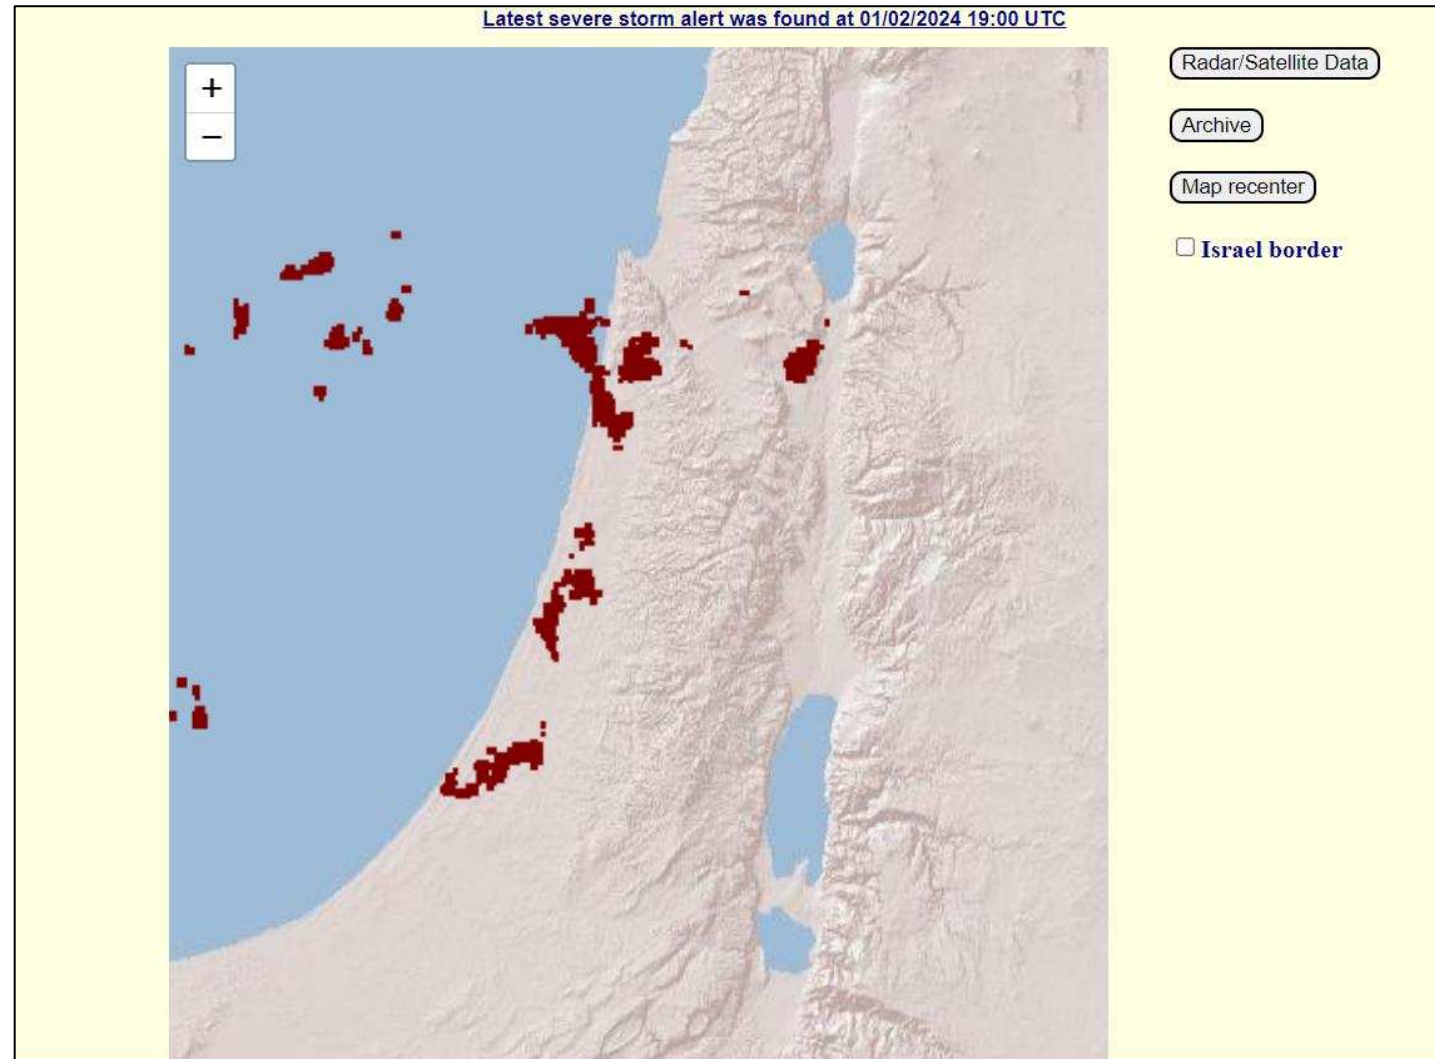 Latest severe storm alert was found at 01/02/2024 19:00 UTC
+
−
Radar/Satellite Data
Archive
Map recenter
Israel border